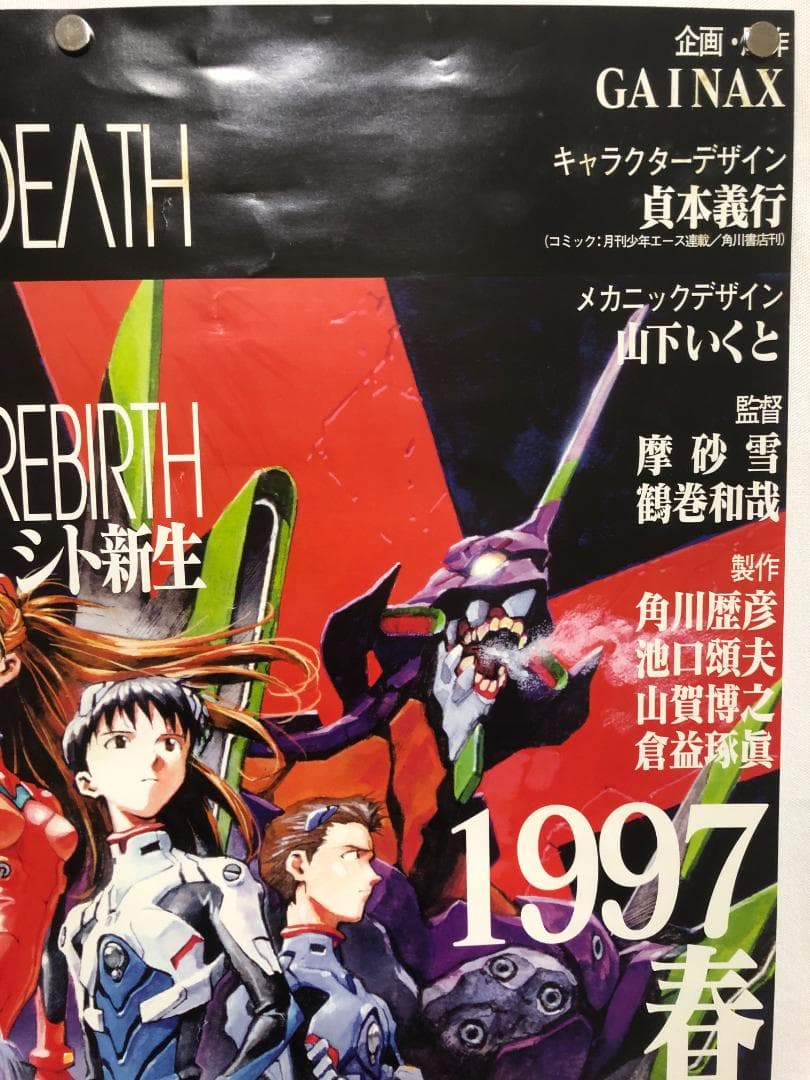 DEATH
REBIRTH
シト新生
企画・
GAINAX
キャラクターデザイン
貞本義行
(コミック:月刊少年エース連載/角川書店刊)
メカニックデザイン
山下いくと
監督
摩砂雪
鶴巻和哉
製作
角川歴彦
池口頌夫
山賀博之
倉益琢眞
1997
春